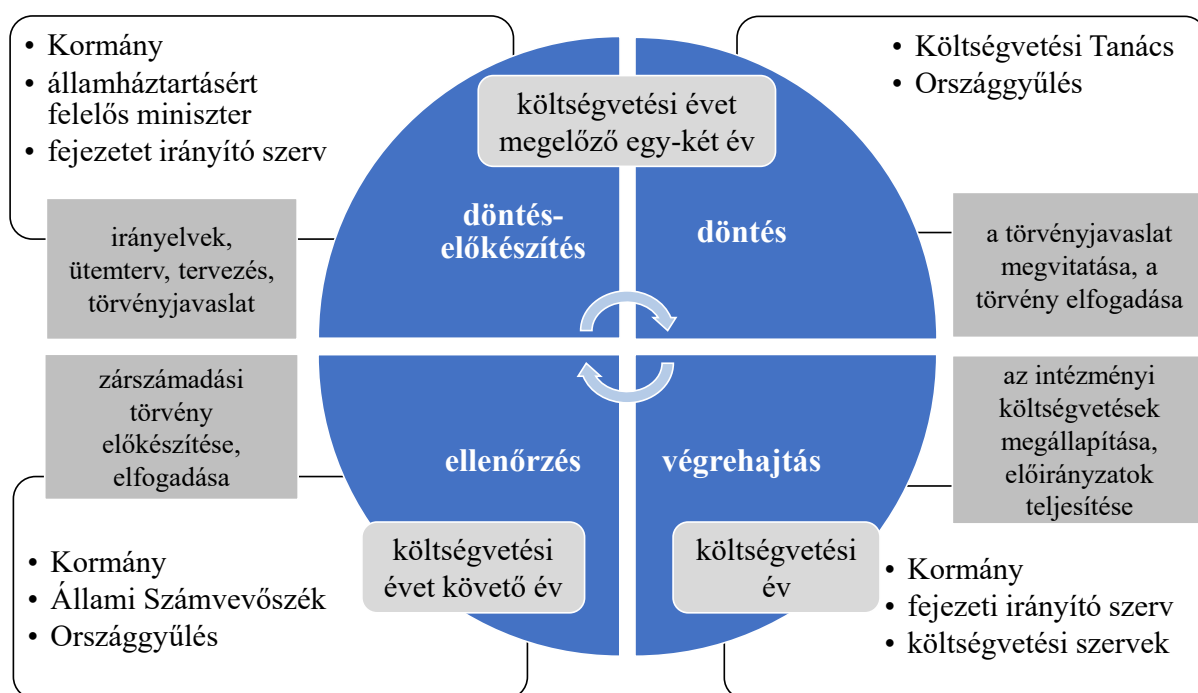 • Kormány
• államháztartásért
felelős miniszter
• fejezetet irányító szerv
irányelvek,
ütemterv, tervezés,
törvényjavaslat
költségvetési évet
megelőző egy-két év
döntés-
előkészítés
döntés
• Költségvetési Tanács
• Országgyűlés
a törvényjavaslat
megvitatása, a
törvény elfogadása
zárszámadási
törvény
előkészítése,
elfogadása
ellenőrzés
végrehajtás
az intézményi
költségvetések
megállapítása,
előirányzatok
teljesítése
• Kormány
• Állami Számvevőszék
• Országgyűlés
költségvetési
évet követő év
költségvetési
év
• Kormány
• fejezeti irányító szerv
• költségvetési szervek